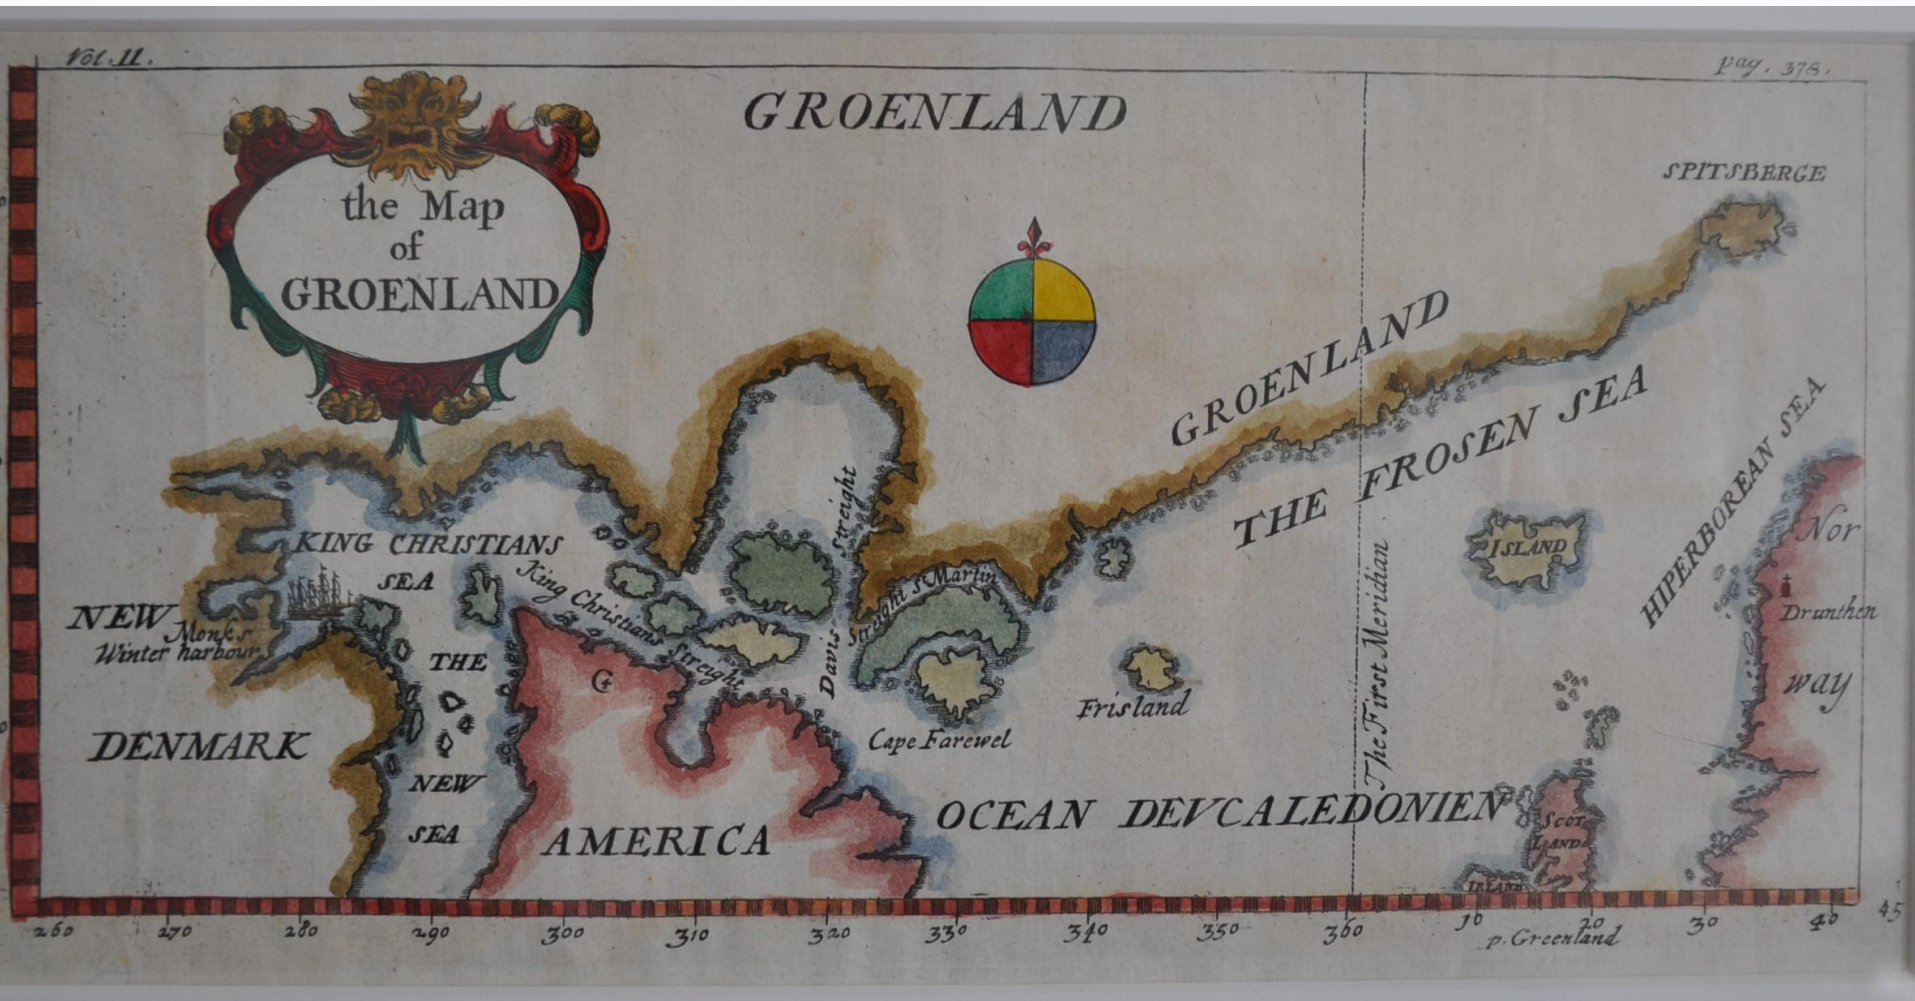 Vol. II.
pag. 378.
GROENLAND
the Map
of
GROENLAND
SPITSBERGE
GROENLAND
THE FROSEN SEA
HIPERBOREAN SEA
KING CHRISTIANS
SEA
King Christians
Streight
Davis Streight
Streight St Martin
ISLAND
Nor
way
Drunthen
NEW
Monks
Winter harbour
DENMARK
THE
NEW
SEA
Cape Farewel
Frisland
The First Meridian.
AMERICA
OCEAN DEVCALEDONIEN
SCOT
LAND
IRLAND
260 270 280 290 300 310 320 330 340 350 360 10 20 30 40 45
p. Greenland